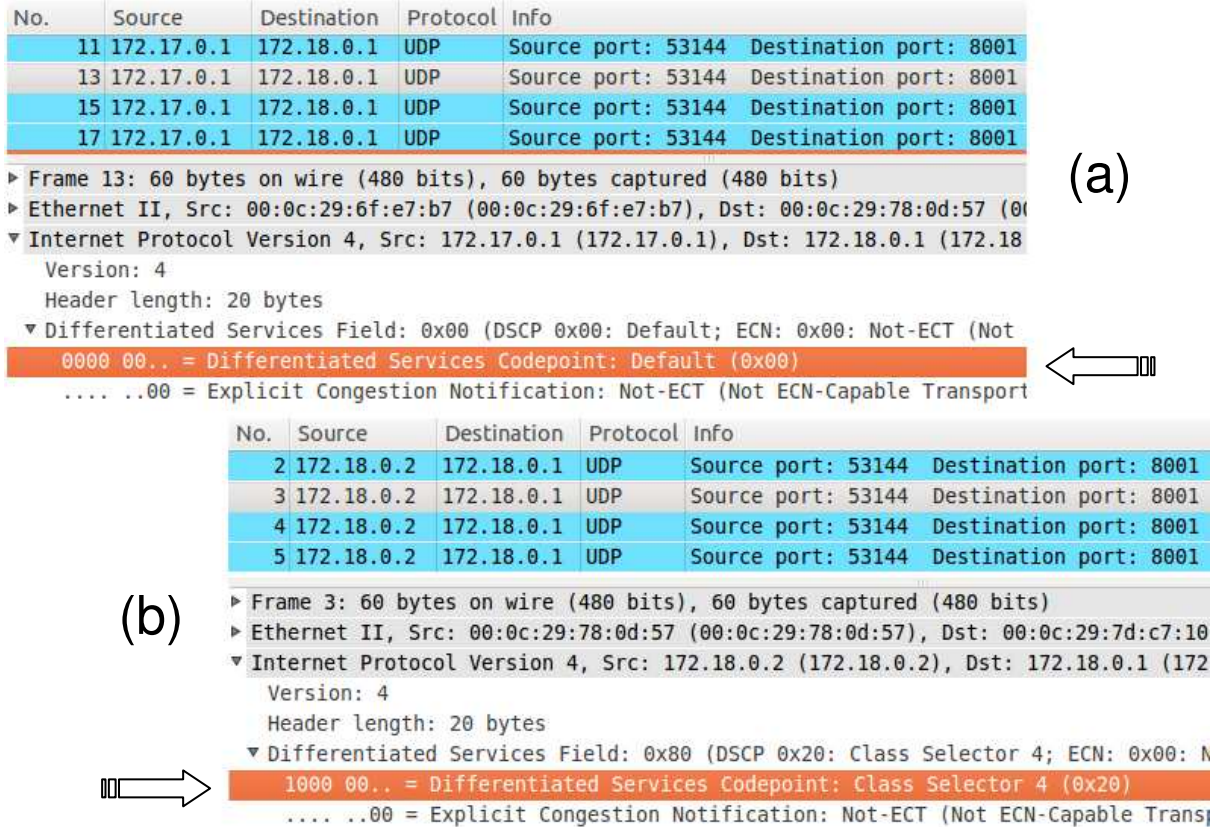 No. Source Destination Protocol Info
11 172.17.0.1 172.18.0.1 UDP Source port: 53144 Destination port: 8001
13 172.17.0.1 172.18.0.1 UDP Source port: 53144 Destination port: 8001
15 172.17.0.1 172.18.0.1 UDP Source port: 53144 Destination port: 8001
17 172.17.0.1 172.18.0.1 UDP Source port: 53144 Destination port: 8001
(a)
Frame 13: 60 bytes on wire (480 bits), 60 bytes captured (480 bits)
Ethernet II, Src: 00:0c:29:6f:e7:b7 (00:0c:29:6f:e7:b7), Dst: 00:0c:29:78:0d:57 (00
Internet Protocol Version 4, Src: 172.17.0.1 (172.17.0.1), Dst: 172.18.0.1 (172.18
Version: 4
Header length: 20 bytes
Differentiated Services Field: 0x00 (DSCP 0x00: Default; ECN: 0x00: Not-ECT (Not
0000 00.. = Differentiated Services Codepoint: Default (0x00)
.... ..00 = Explicit Congestion Notification: Not-ECT (Not ECN-Capable Transport
No. Source Destination Protocol Info
2 172.18.0.2 172.18.0.1 UDP Source port: 53144 Destination port: 8001
3 172.18.0.2 172.18.0.1 UDP Source port: 53144 Destination port: 8001
4 172.18.0.2 172.18.0.1 UDP Source port: 53144 Destination port: 8001
5 172.18.0.2 172.18.0.1 UDP Source port: 53144 Destination port: 8001
(b)
Frame 3: 60 bytes on wire (480 bits), 60 bytes captured (480 bits)
Ethernet II, Src: 00:0c:29:78:0d:57 (00:0c:29:78:0d:57), Dst: 00:0c:29:7d:c7:10
Internet Protocol Version 4, Src: 172.18.0.2 (172.18.0.2), Dst: 172.18.0.1 (172
Version: 4
Header length: 20 bytes
Differentiated Services Field: 0x80 (DSCP 0x20: Class Selector 4; ECN: 0x00: N
1000 00.. = Differentiated Services Codepoint: Class Selector 4 (0x20)
.... ..00 = Explicit Congestion Notification: Not-ECT (Not ECN-Capable Transp